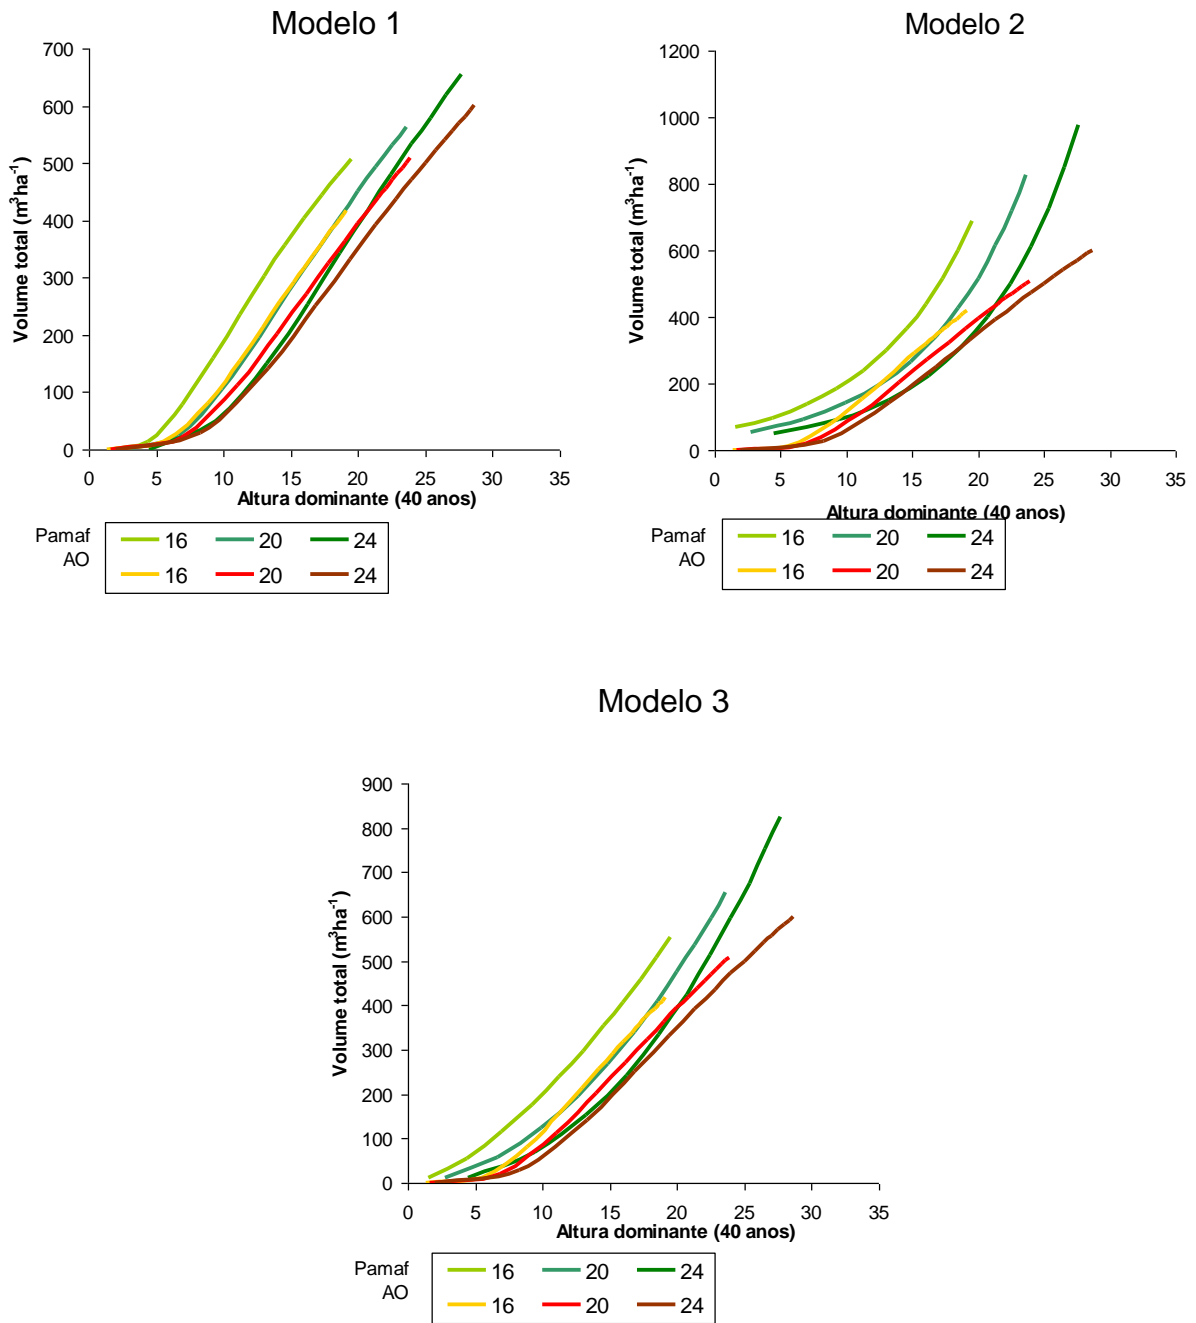 Modelo 1
700
600
500
400
300
200
100
0
Volume total (m³ha⁻¹)
0 5 10 15 20 25 30 35
Altura dominante (40 anos)
Pamaf 16 20 24
AO 16 20 24
Modelo 2
1200
1000
800
600
400
200
0
Volume total (m³ha⁻¹)
0 5 10 15 20 25 30 35
Altura dominante (40 anos)
Pamaf 16 20 24
AO 16 20 24
Modelo 3
900
800
700
600
500
400
300
200
100
0
Volume total (m³ha⁻¹)
0 5 10 15 20 25 30 35
Altura dominante (40 anos)
Pamaf 16 20 24
AO 16 20 24